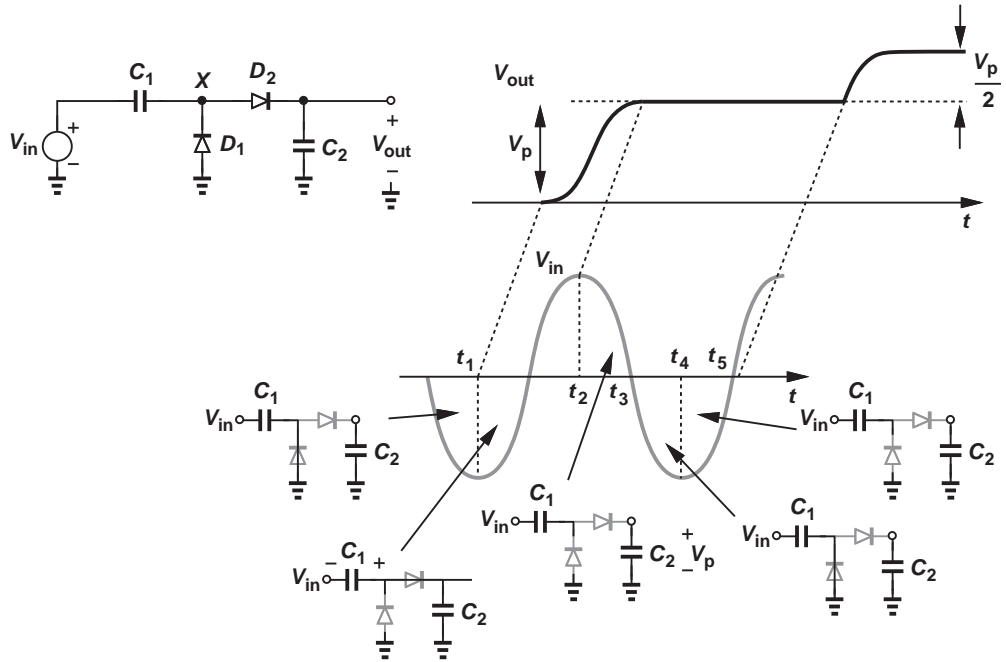 C1
X
D2
Vin
+
−
D1
C2
+
Vout
−
Vout
Vp
Vp
2
t
Vin
t1
t2
t3
t4
t5
t
Vin
C1
C2
Vin
C1
C2
Vin
− C1 +
C2
Vin
C1
C2
+
Vp
−
Vin
C1
C2